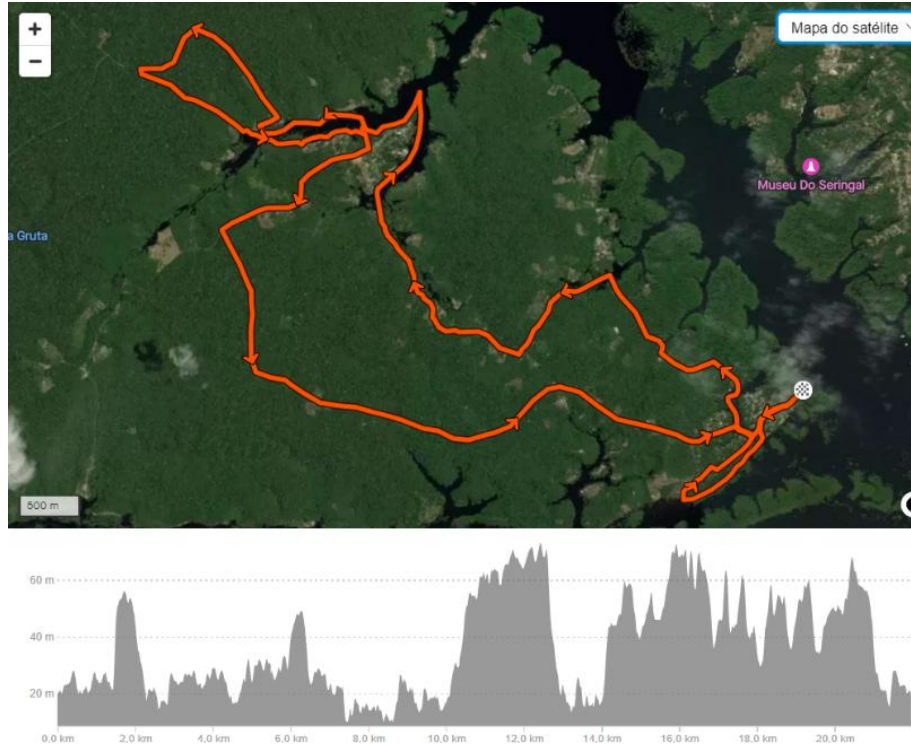 +
Mapa do satélite
−
Museu Do Seringal
a Gruta
500 m
60 m
40 m
20 m
0,0 km 2,0 km 4,0 km 6,0 km 8,0 km 10,0 km 12,0 km 14,0 km 16,0 km 18,0 km 20,0 km